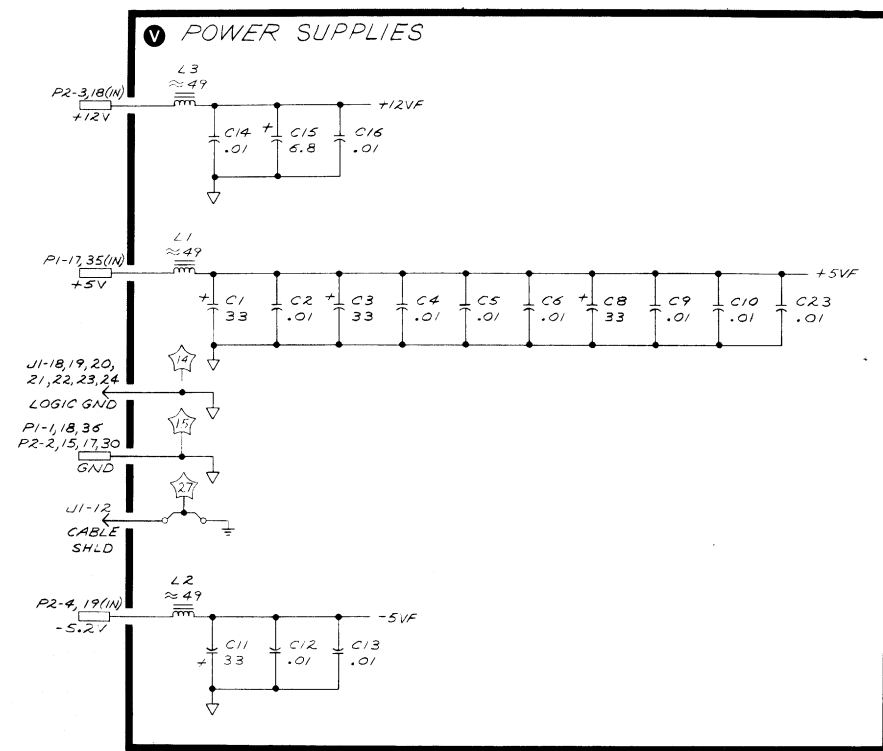 V POWER SUPPLIES
L3
≈49
P2-3,18(IN)
+12V
+12VF
C14
.01
+
C15
6.8
C16
.01
L1
≈49
P1-17,35(IN)
+5V
+5VF
+
C1
33
C2
.01
+
C3
33
C4
.01
C5
.01
C6
.01
+
C8
33
C9
.01
C10
.01
C23
.01
14
J1-18,19,20,
21,22,23,24
LOGIC GND
15
P1-1,18,36
P2-2,15,17,30
GND
27
J1-12
CABLE
SHLD
L2
≈49
P2-4,19(IN)
-5.2V
-5VF
C11
+ 33
C12
.01
C13
.01